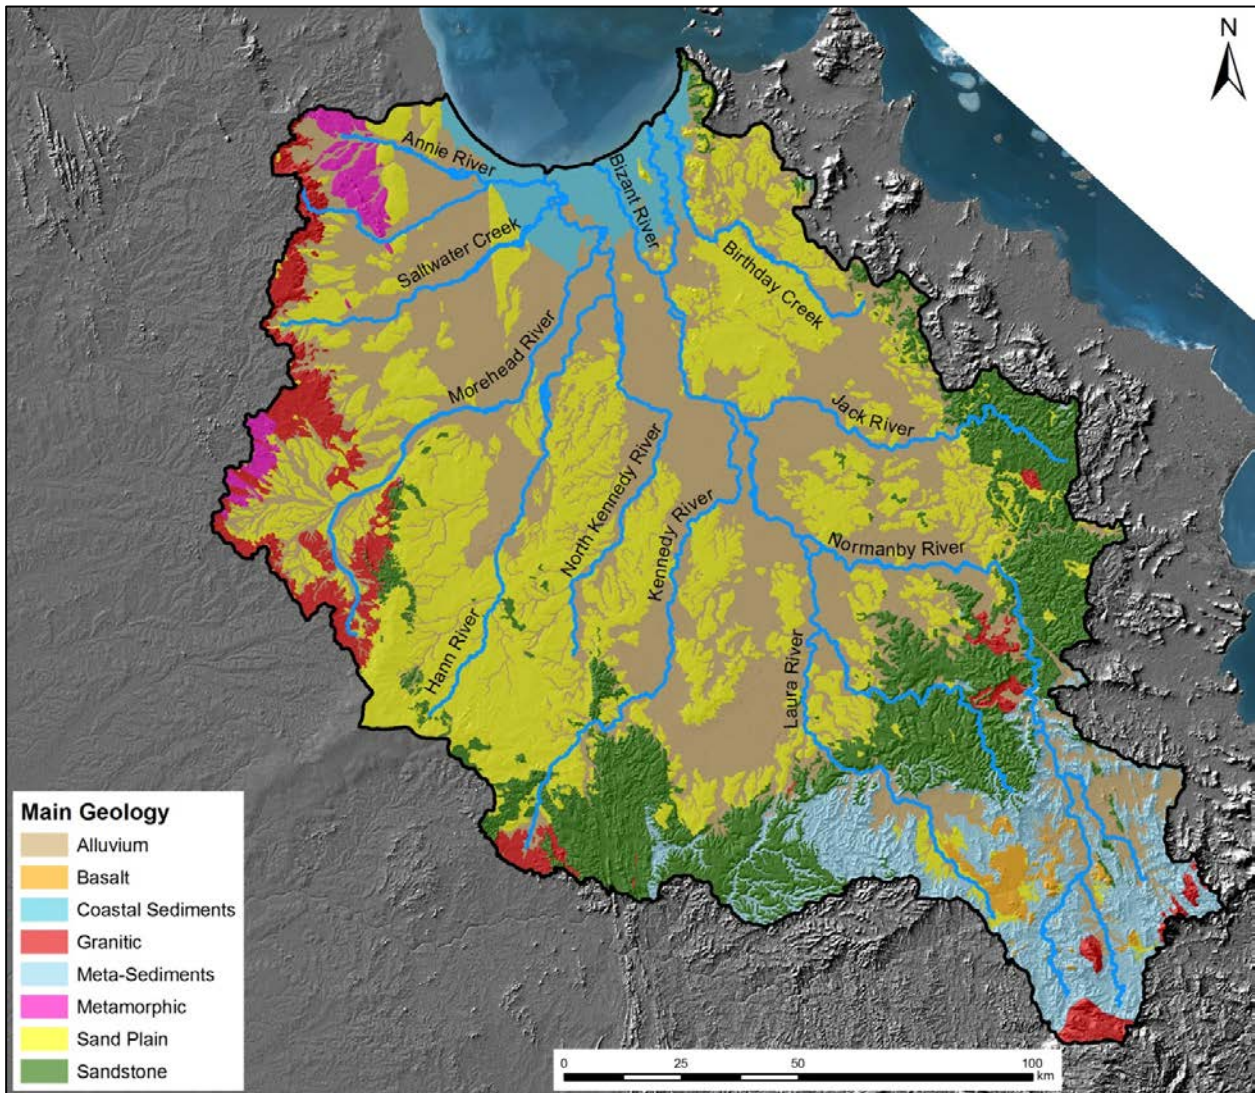 N
Annie River
Bizant River
Saltwater Creek
Birthday Creek
Morehead River
Jack River
North Kennedy River
Kennedy River
Normanby River
Hann River
Laura River
Main Geology
Alluvium
Basalt
Coastal Sediments
Granitic
Meta-Sediments
Metamorphic
Sand Plain
Sandstone
0 25 50 100
km